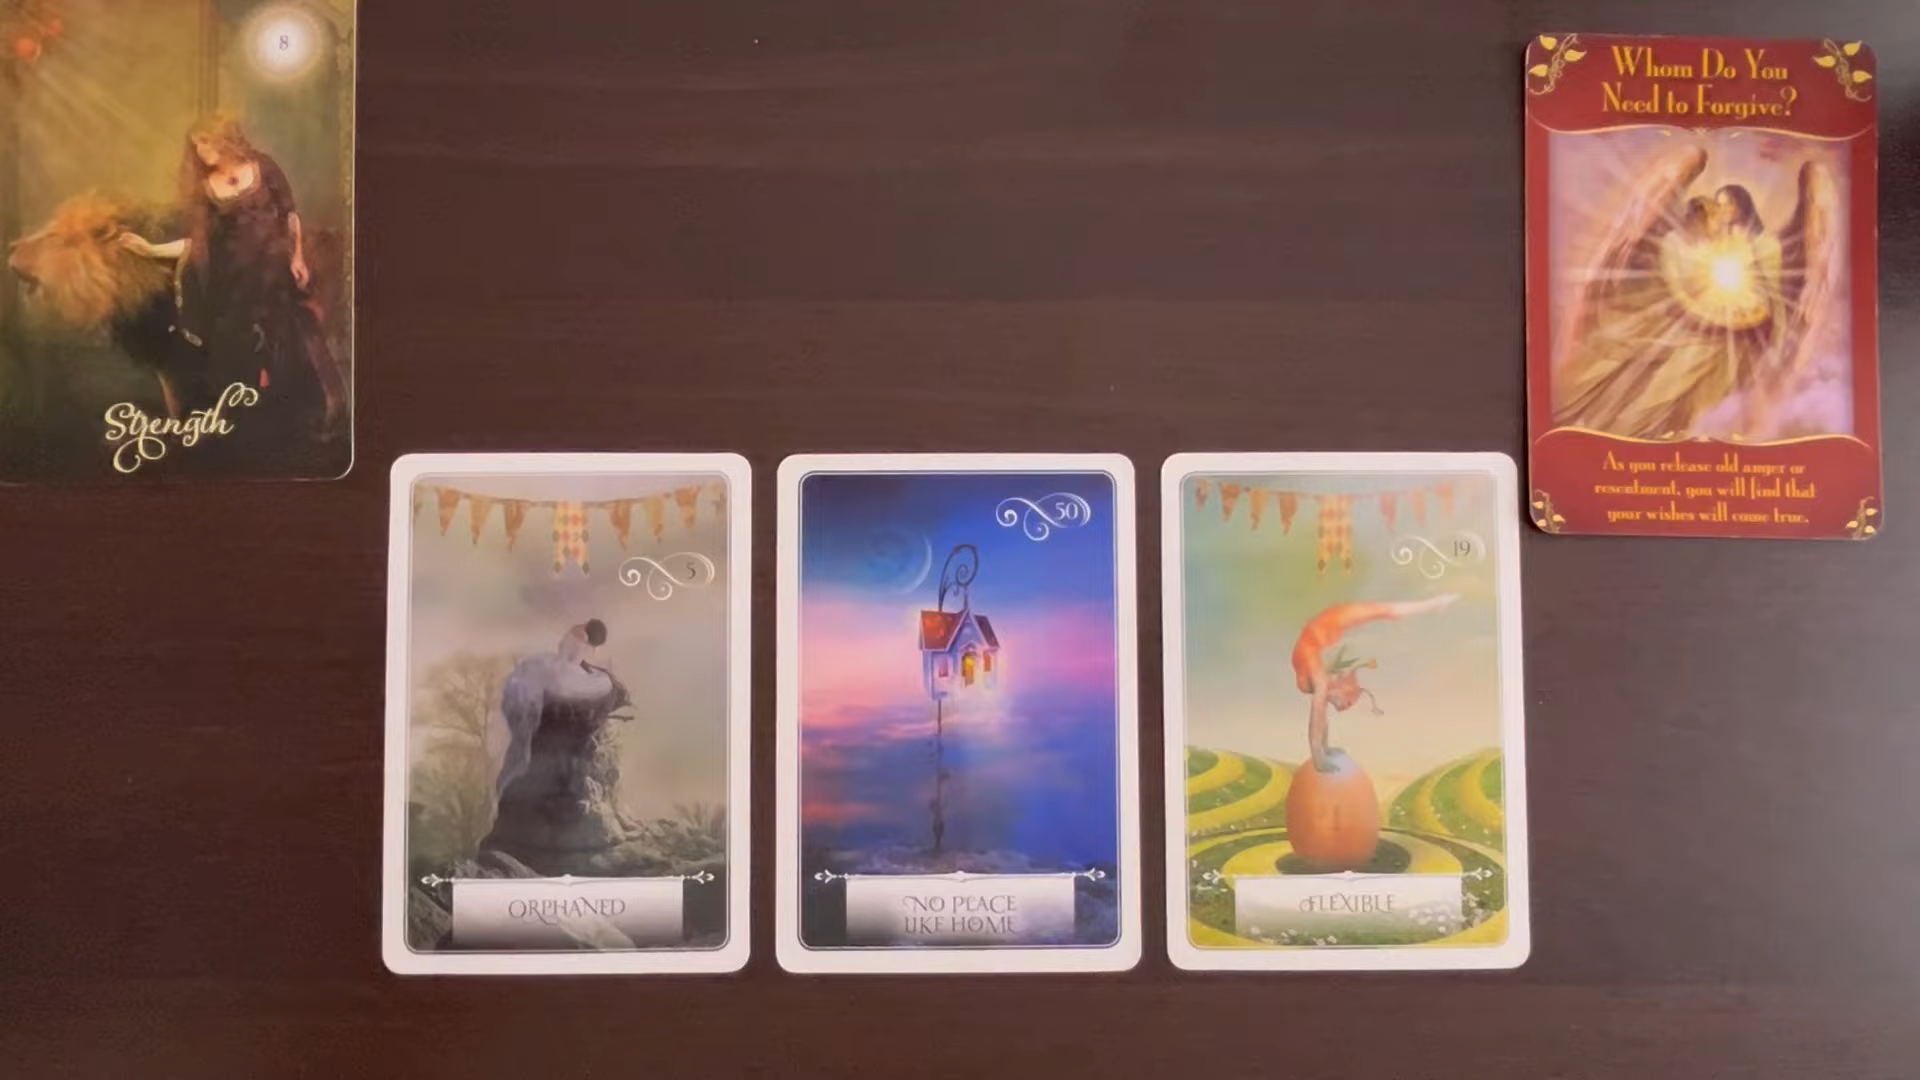 8
Strength
Whom Do You
Need to Forgive?
As you release old anger or
resentment, you will find that
your wishes will come true.
5
ORPHANED
50
NO PLACE
LIKE HOME
19
FLEXIBLE